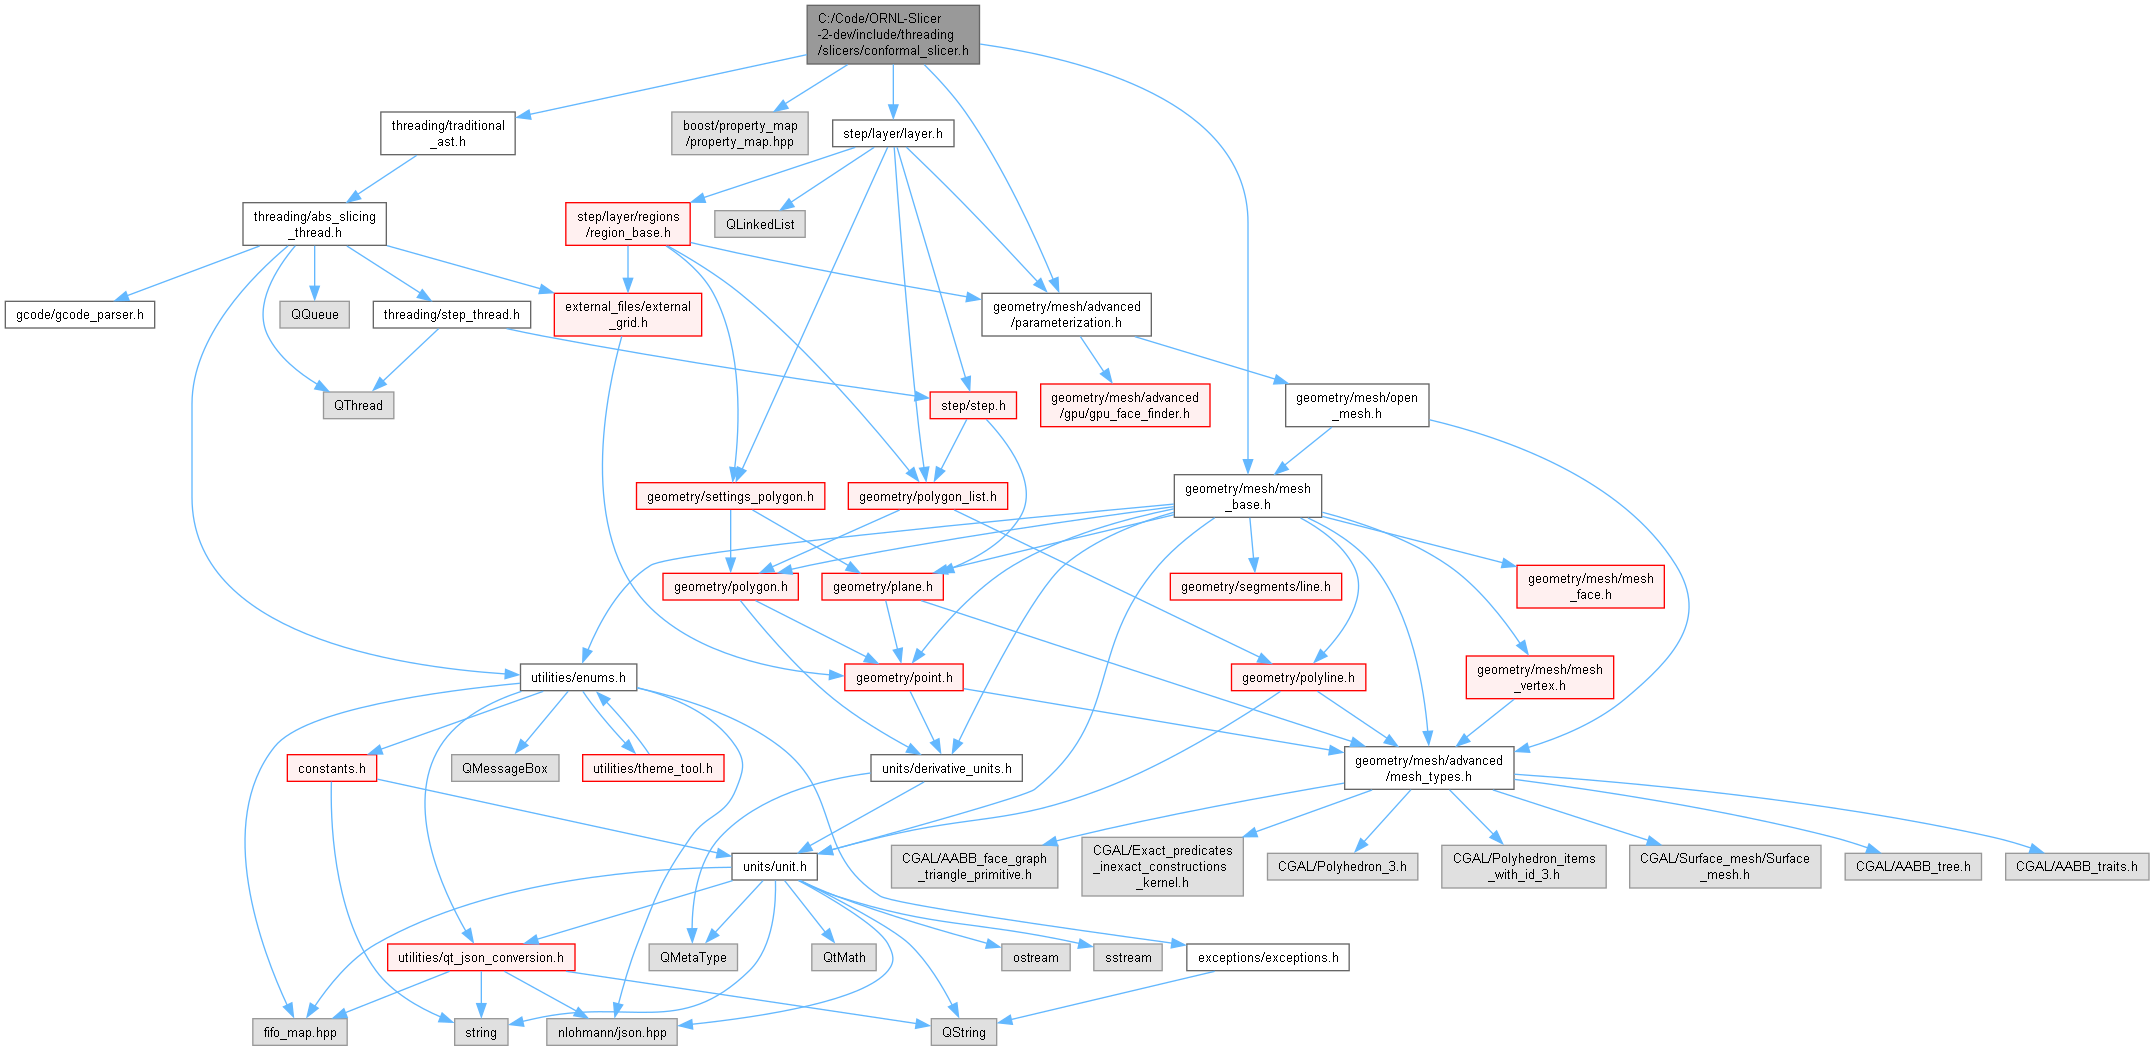 C:/Code/ORNL-Slicer
-2-dev/include/threading
/slicers/conformal_slicer.h
threading/traditional
_ast.h
boost/property_map
/property_map.hpp
step/layer/layer.h
threading/abs_slicing
_thread.h
step/layer/regions
/region_base.h
QLinkedList
gcode/gcode_parser.h
QQueue
threading/step_thread.h
external_files/external
_grid.h
geometry/mesh/advanced
/parameterization.h
QThread
step/step.h
geometry/mesh/advanced
/gpu/gpu_face_finder.h
geometry/mesh/open
_mesh.h
geometry/settings_polygon.h
geometry/polygon_list.h
geometry/mesh/mesh
_base.h
geometry/polygon.h
geometry/plane.h
geometry/segments/line.h
geometry/mesh/mesh
_face.h
utilities/enums.h
geometry/point.h
geometry/polyline.h
geometry/mesh/mesh
_vertex.h
constants.h
QMessageBox
utilities/theme_tool.h
units/derivative_units.h
geometry/mesh/advanced
/mesh_types.h
units/unit.h
CGAL/AABB_face_graph
_triangle_primitive.h
CGAL/Exact_predicates
_inexact_constructions
_kernel.h
CGAL/Polyhedron_3.h
CGAL/Polyhedron_items
_with_id_3.h
CGAL/Surface_mesh/Surface
_mesh.h
CGAL/AABB_tree.h
CGAL/AABB_traits.h
utilities/qt_json_conversion.h
QMetaType
QtMath
ostream
sstream
exceptions/exceptions.h
fifo_map.hpp
string
nlohmann/json.hpp
QString